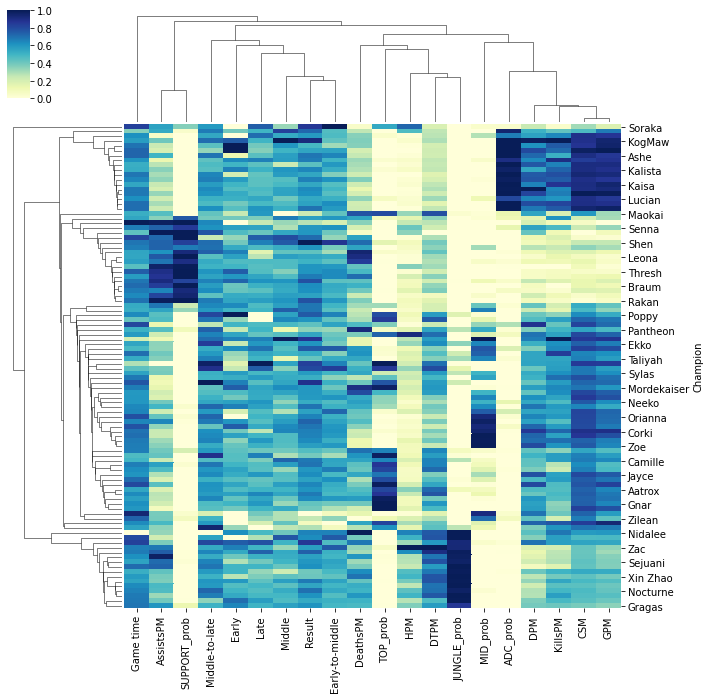 1.0
0.8
0.6
0.4
0.2
0.0
Soraka
KogMaw
Ashe
Kalista
Kaisa
Lucian
Maokai
Senna
Shen
Leona
Thresh
Braum
Rakan
Poppy
Pantheon
Ekko
Taliyah
Sylas
Mordekaiser
Neeko
Orianna
Corki
Zoe
Camille
Jayce
Aatrox
Gnar
Zilean
Nidalee
Zac
Sejuani
Xin Zhao
Nocturne
Gragas
Champion
Game time
AssistsPM
SUPPORT_prob
Middle-to-late
Early
Late
Middle
Result
Early-to-middle
DeathsPM
TOP_prob
HPM
DTPM
JUNGLE_prob
MID_prob
ADC_prob
DPM
KillsPM
CSM
GPM